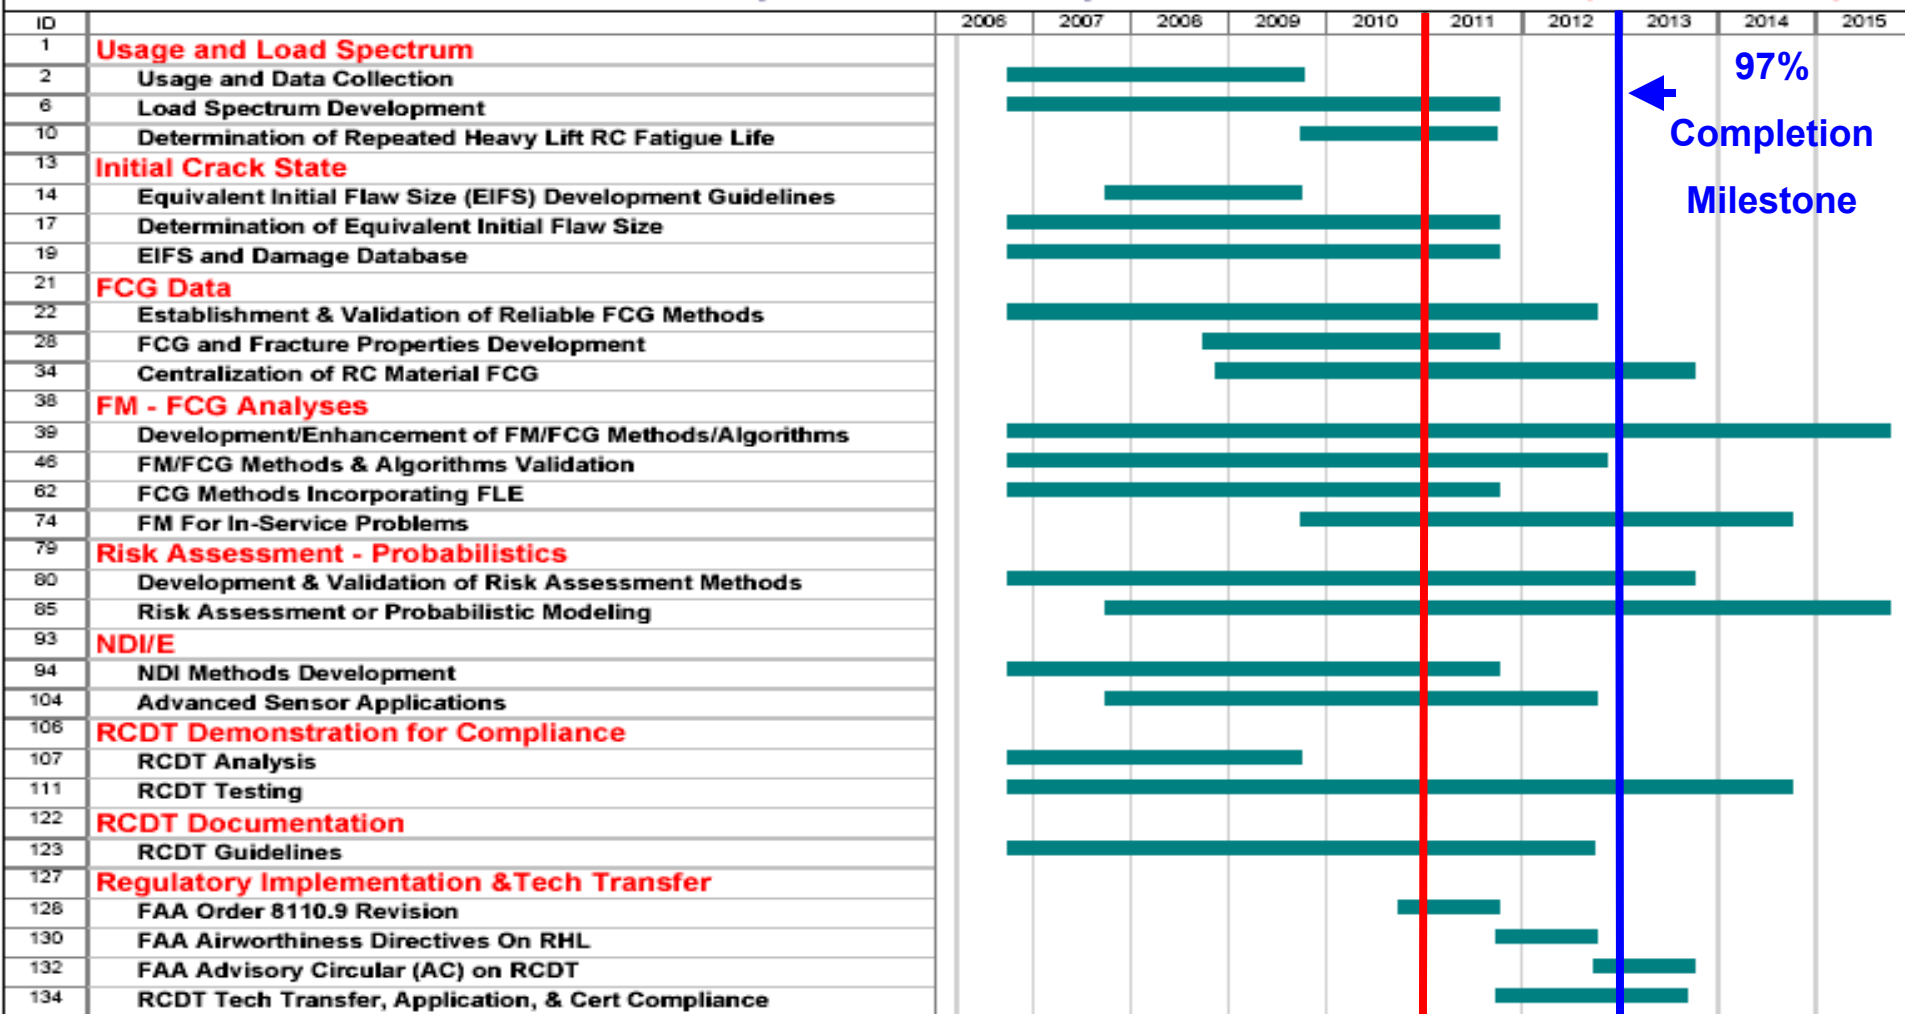 ID 2006 2007 2008 2009 2010 2011 2012 2013 2014 2015
1 Usage and Load Spectrum
2 Usage and Data Collection
6 Load Spectrum Development
10 Determination of Repeated Heavy Lift RC Fatigue Life
13 Initial Crack State
14 Equivalent Initial Flaw Size (EIFS) Development Guidelines
17 Determination of Equivalent Initial Flaw Size
19 EIFS and Damage Database
21 FCG Data
22 Establishment & Validation of Reliable FCG Methods
28 FCG and Fracture Properties Development
34 Centralization of RC Material FCG
38 FM - FCG Analyses
39 Development/Enhancement of FM/FCG Methods/Algorithms
46 FM/FCG Methods & Algorithms Validation
62 FCG Methods Incorporating FLE
74 FM For In-Service Problems
79 Risk Assessment - Probabilistics
80 Development & Validation of Risk Assessment Methods
85 Risk Assessment or Probabilistic Modeling
93 NDI/E
94 NDI Methods Development
104 Advanced Sensor Applications
106 RCDT Demonstration for Compliance
107 RCDT Analysis
111 RCDT Testing
122 RCDT Documentation
123 RCDT Guidelines
127 Regulatory Implementation &Tech Transfer
128 FAA Order 8110.9 Revision
130 FAA Airworthiness Directives On RHL
132 FAA Advisory Circular (AC) on RCDT
134 RCDT Tech Transfer, Application, & Cert Compliance
97%
Completion
Milestone